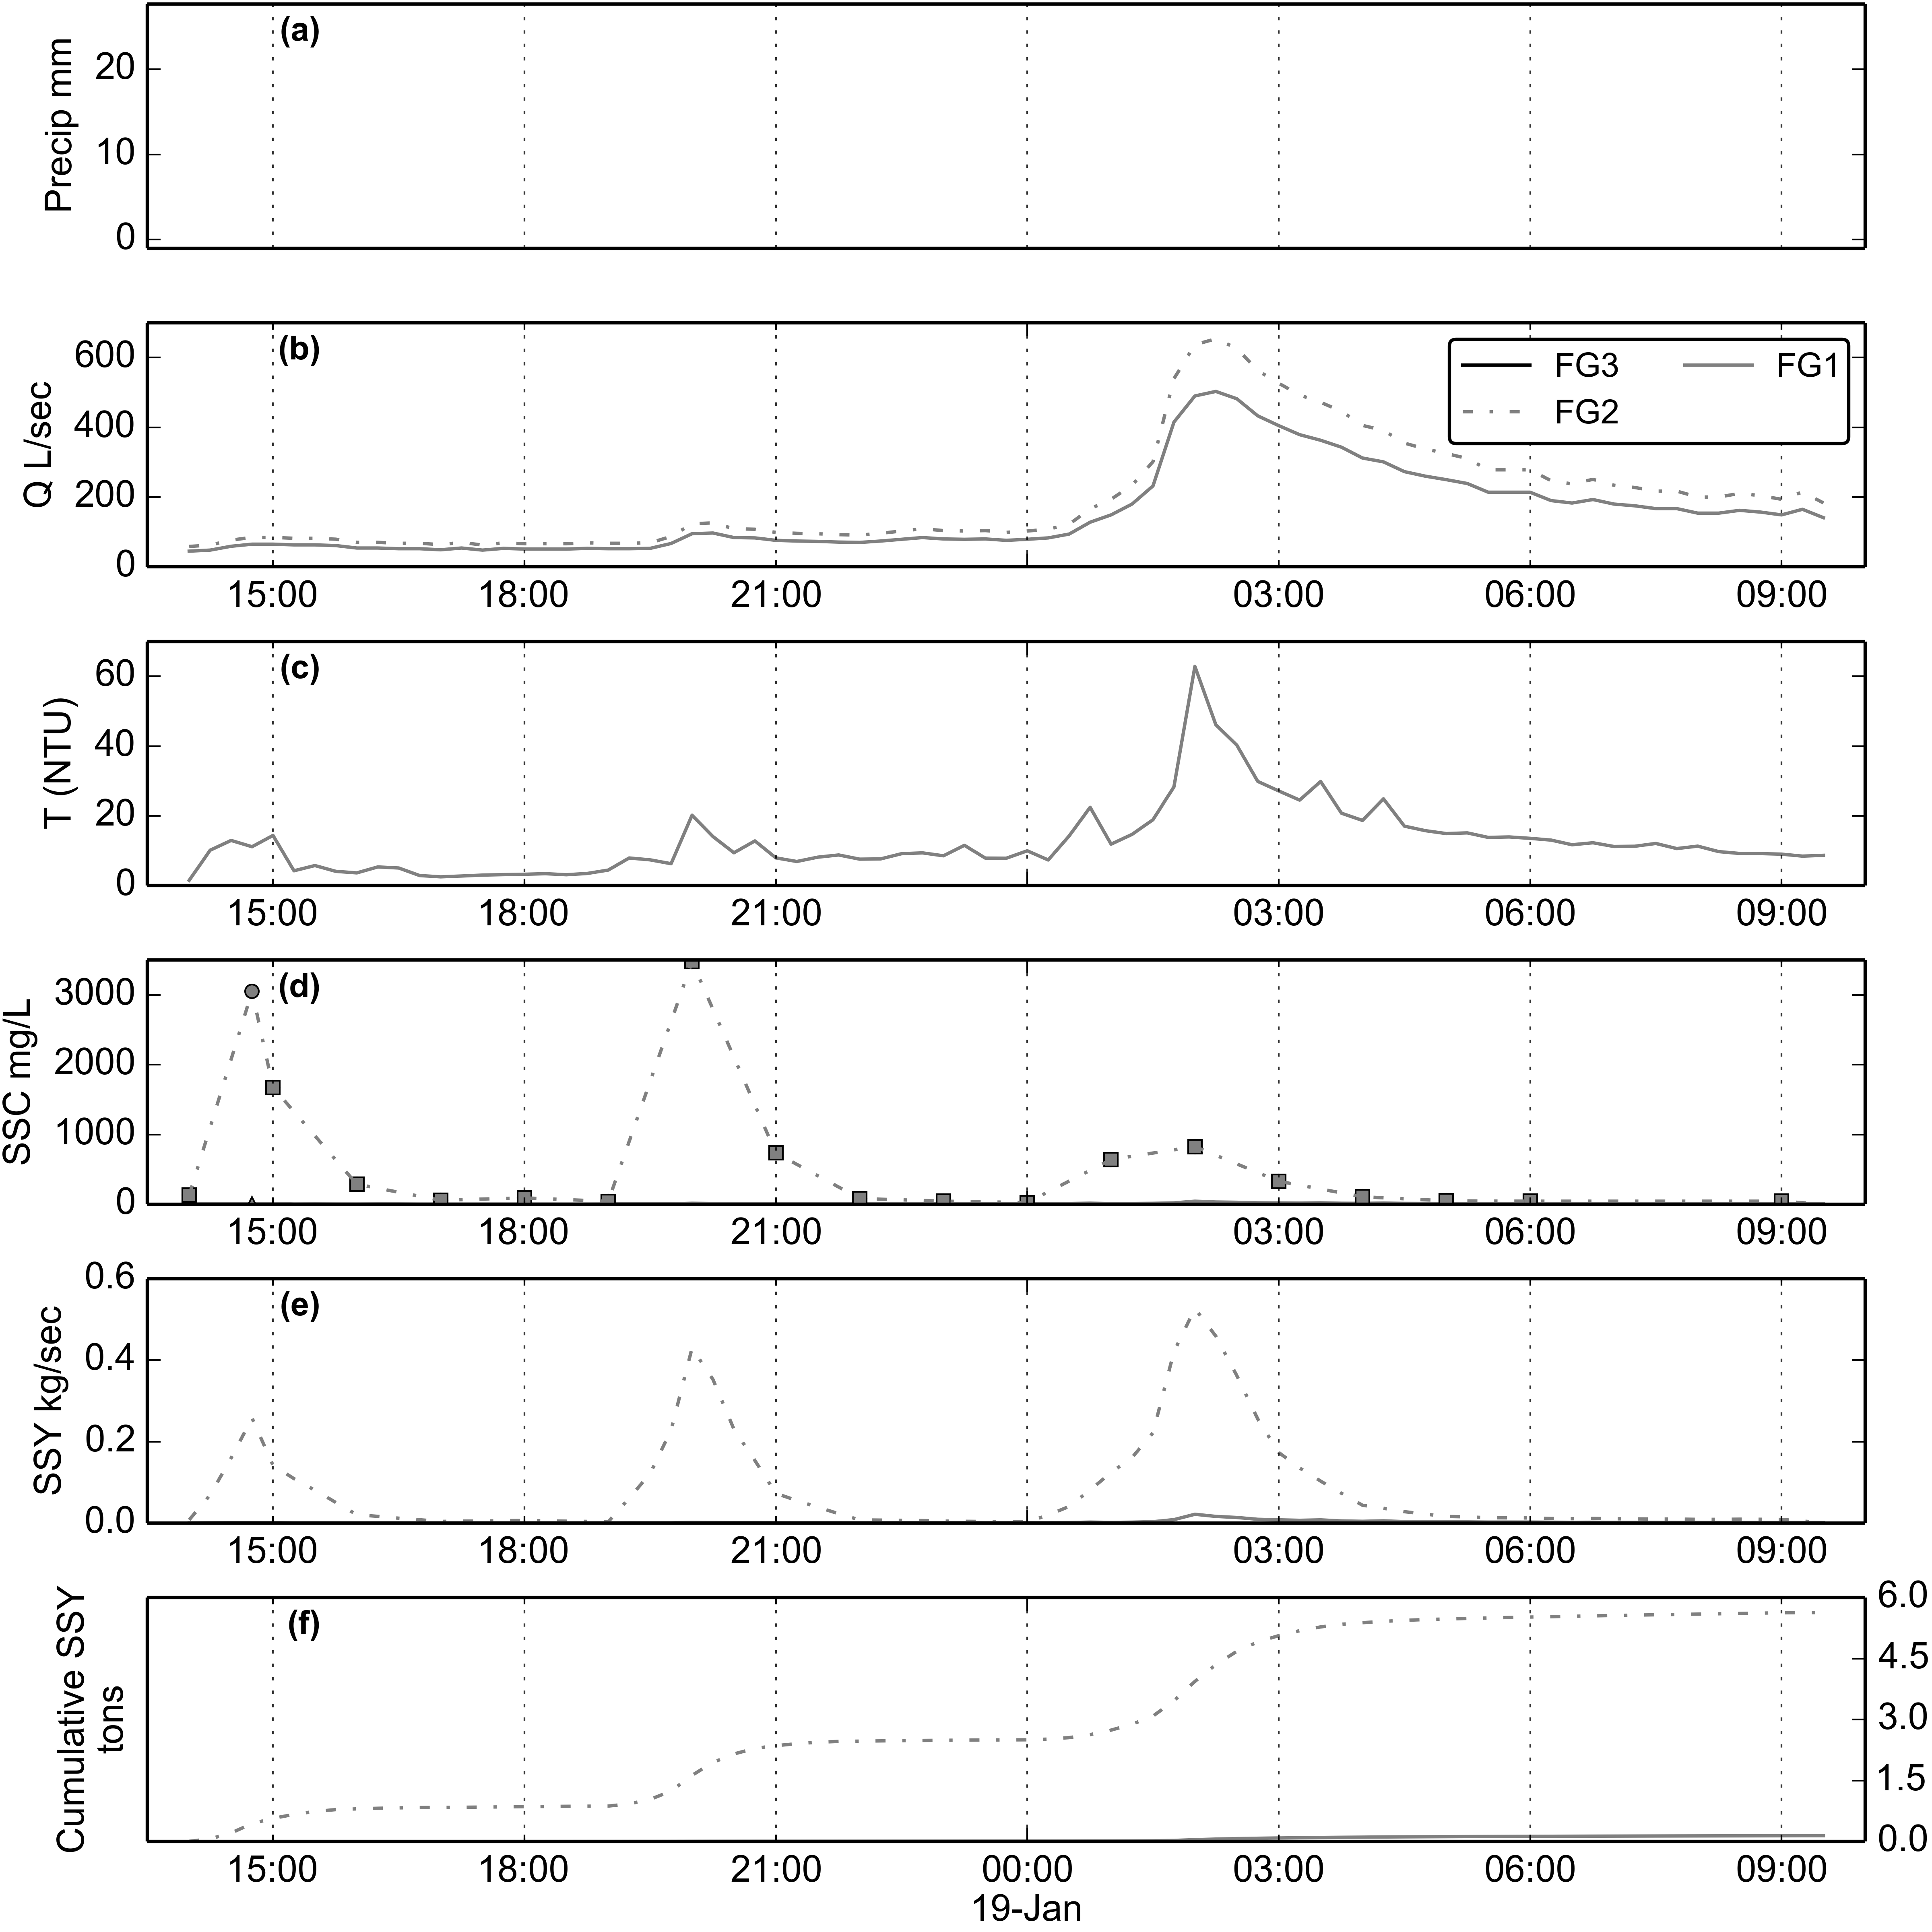 (a)
Precip mm
20
10
0
(b)
Q L/sec
600
400
200
0
FG3 FG1
FG2
15:00 18:00 21:00 03:00 06:00 09:00
(c)
T (NTU)
60
40
20
0
15:00 18:00 21:00 03:00 06:00 09:00
(d)
SSC mg/L
3000
2000
1000
0
15:00 18:00 21:00 03:00 06:00 09:00
(e)
SSY kg/sec
0.6
0.4
0.2
0.0
15:00 18:00 21:00 03:00 06:00 09:00
(f)
Cumulative SSY
tons
6.0
4.5
3.0
1.5
0.0
15:00 18:00 21:00 00:00 03:00 06:00 09:00
19-Jan